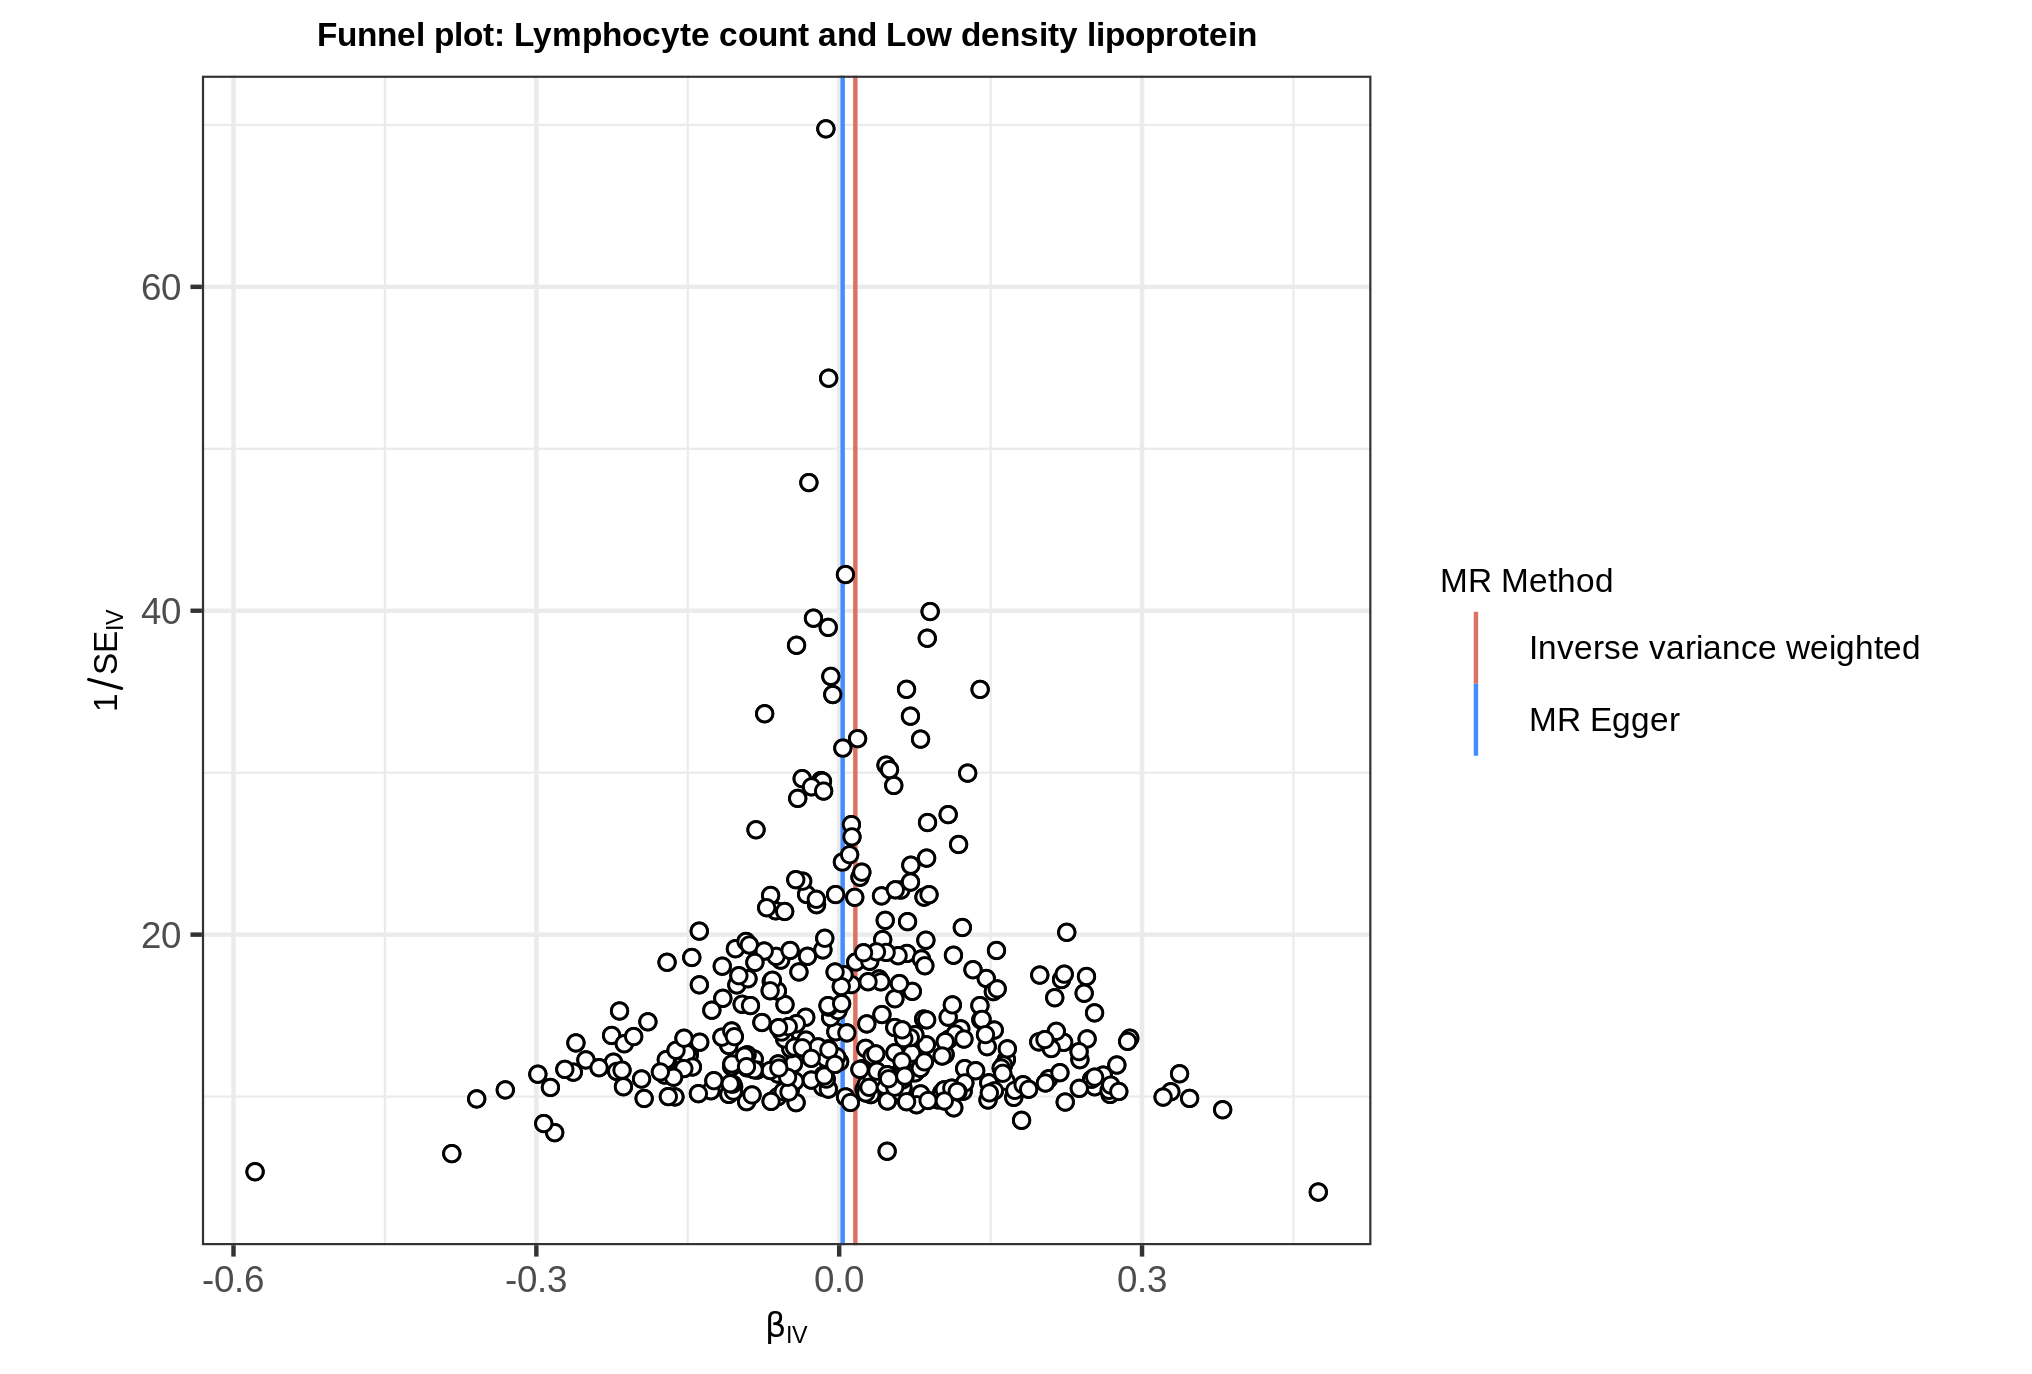 Funnel plot: Lymphocyte count and Low density lipoprotein
60
40
20
1/SE_IV
-0.6
-0.3
0.0
0.3
β_IV
MR Method
Inverse variance weighted
MR Egger